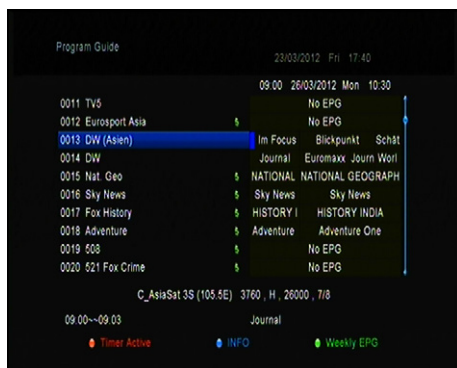 Program Guide
23/03/2012 Fri 17:40
09:00 26/03/2012 Mon 10:30
0011 TV5 No EPG
0012 Eurosport Asia $ No EPG
0013 DW (Asien) Im Focus Blickpunkt Schät
0014 DW Journal Euromaxx Journ Worl
0015 Nat. Geo $ NATIONAL NATIONAL GEOGRAPH
0016 Sky News $ Sky News Sky News
0017 Fox History $ HISTORY I HISTORY INDIA
0018 Adventure $ Adventure Adventure One
0019 508 $ No EPG
0020 521 Fox Crime $ No EPG
C_AsiaSat 3S (105.5E) 3760 , H , 26000 , 7/8
09:00~~09:03 Journal
Timer Active INFO Weekly EPG